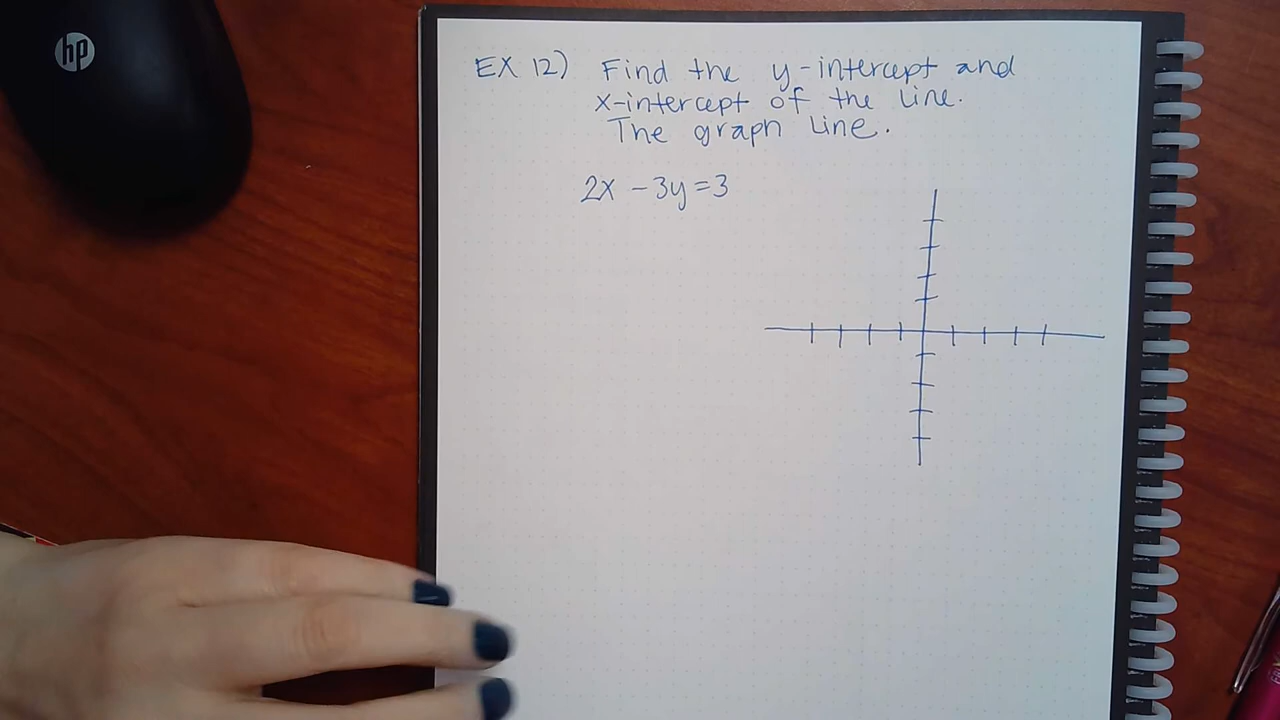 hp
EX 12) Find the y-intercept and
x-intercept of the line.
The graph line.
2x - 3y = 3